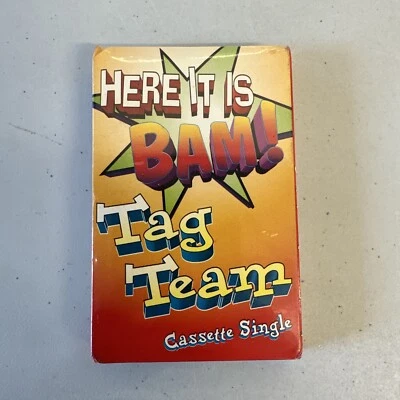 HERE IT IS
BAM!
Tag
Team
Cassette Single